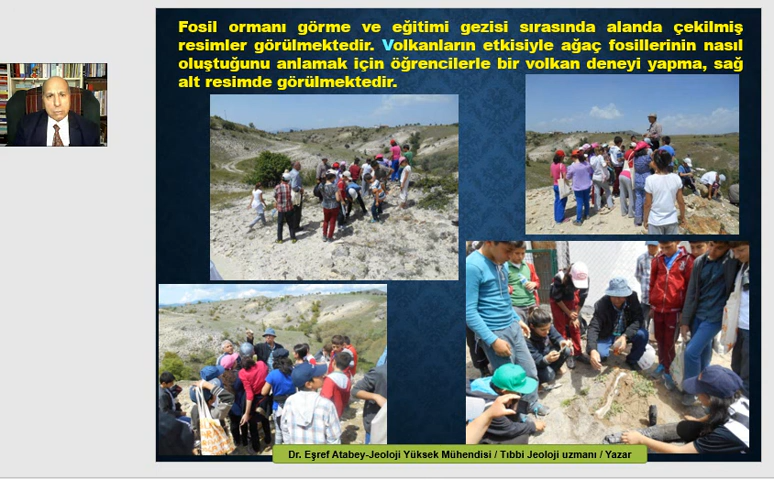 Fosil ormanı görme ve eğitimi gezisi sırasında alanda çekilmiş
resimler görülmektedir. Volkanların etkisiyle ağaç fosillerinin nasıl
oluştuğunu anlamak için öğrencilerle bir volkan deneyi yapma, sağ
alt resimde görülmektedir.
Dr. Eşref Atabey-Jeoloji Yüksek Mühendisi / Tıbbi Jeoloji uzmanı / Yazar